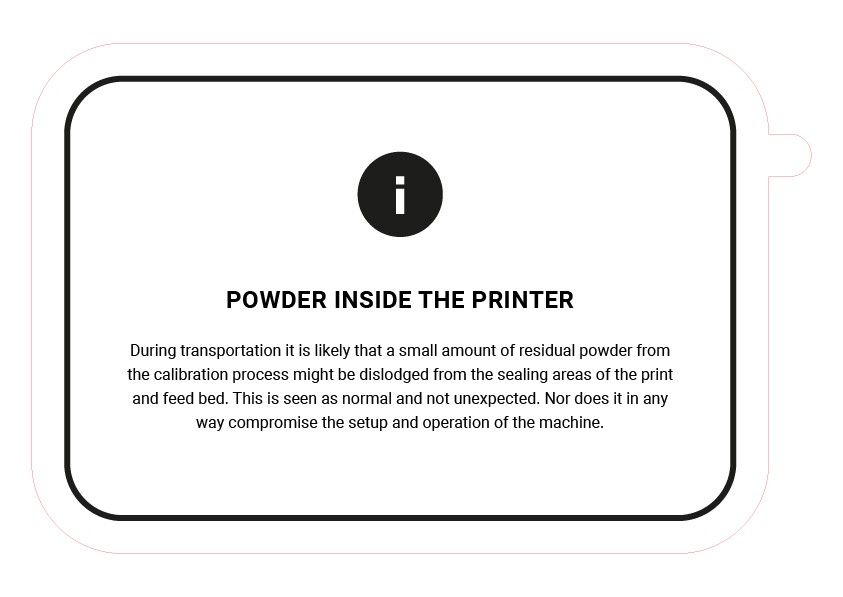 i
POWDER INSIDE THE PRINTER
During transportation it is likely that a small amount of residual powder from
the calibration process might be dislodged from the sealing areas of the print
and feed bed. This is seen as normal and not unexpected. Nor does it in any
way compromise the setup and operation of the machine.